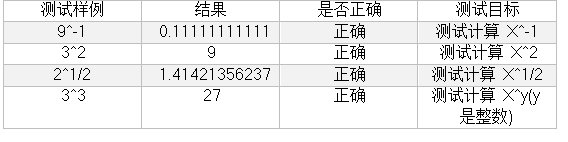 测试样例 结果 是否正确 测试目标
9^-1 0.11111111111 正确 测试计算 X^-1
3^2 9 正确 测试计算 X^2
2^1/2 1.41421356237 正确 测试计算 X^1/2
3^3 27 正确 测试计算 X^y(y
是整数)